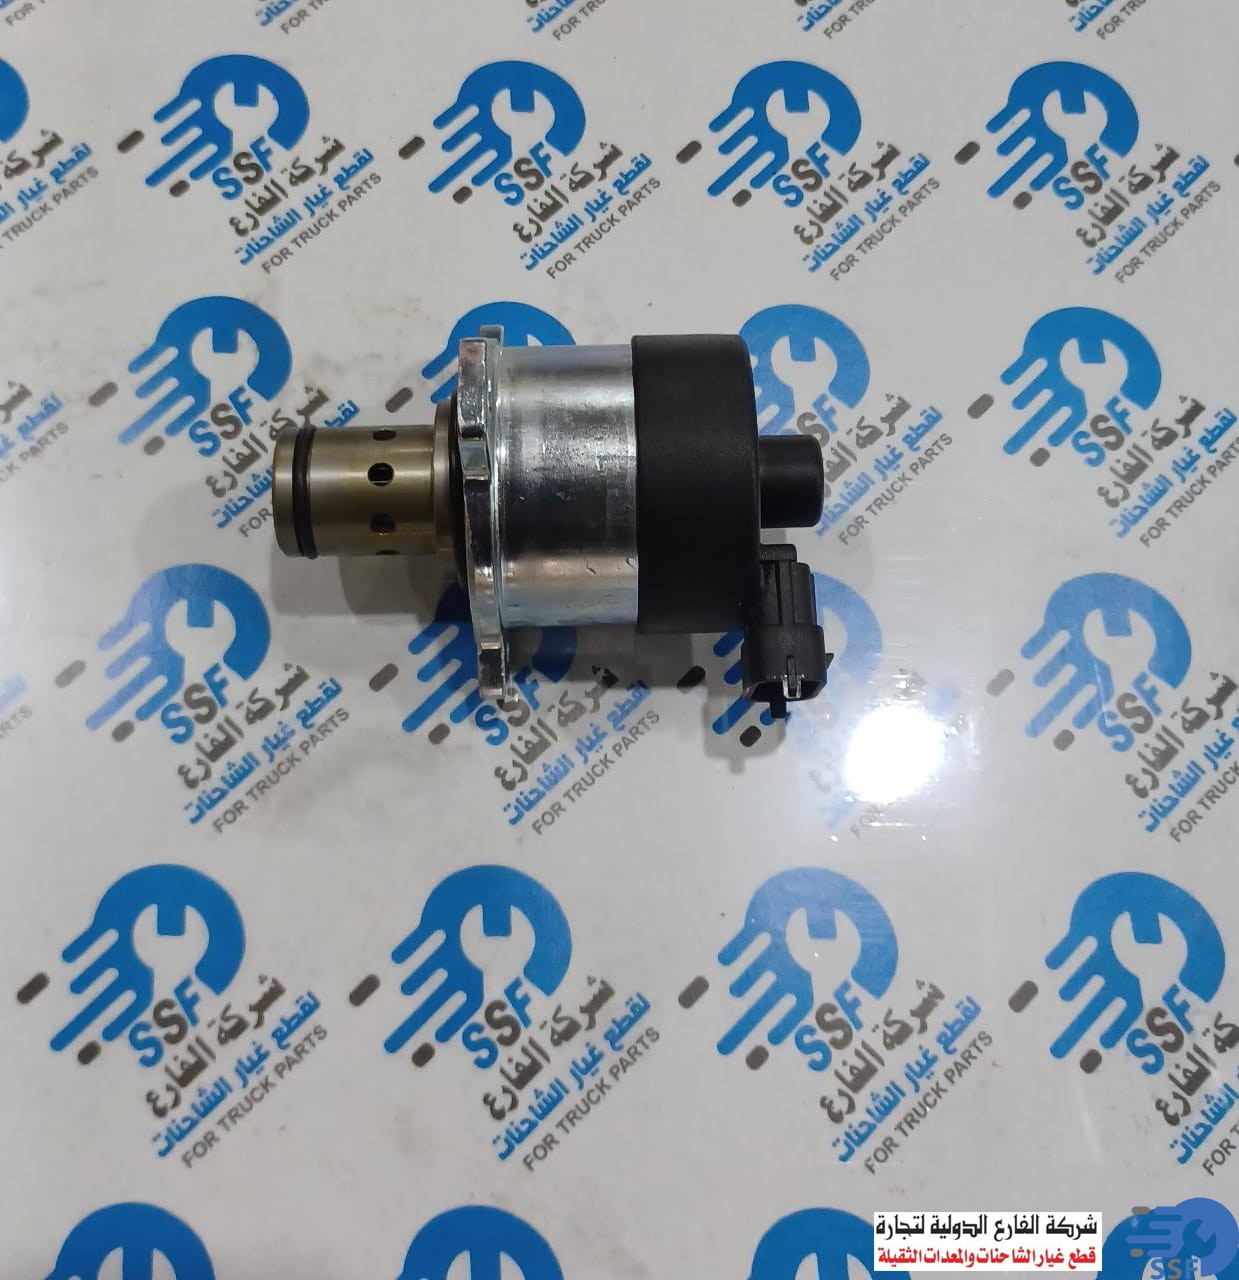 SSF
شركة الفارع
لقطع غيار الشاحنات
FOR TRUCK PARTS
شركة الفارع الدولية لتجارة
قطع غيار الشاحنات والمعدات الثقيلة
SSF